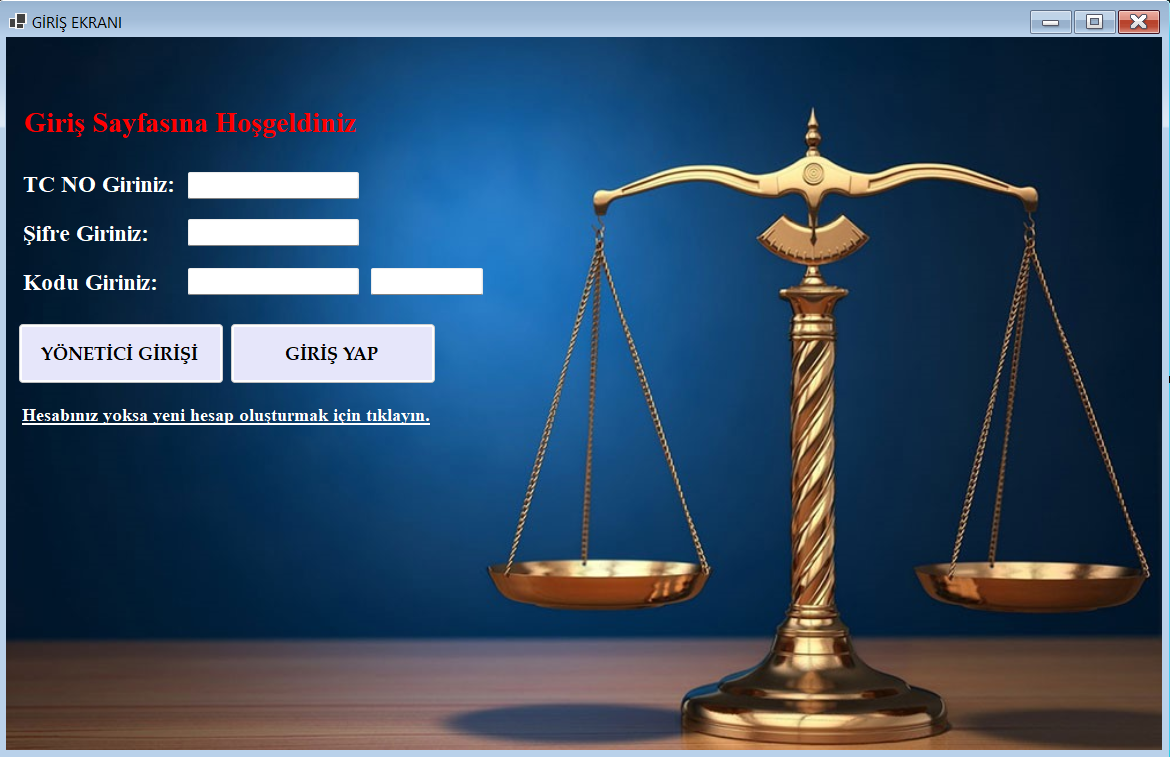 GİRİŞ EKRANI
Giriş Sayfasına Hoşgeldiniz
TC NO Giriniz:
Şifre Giriniz:
Kodu Giriniz:
YÖNETİCİ GİRİŞİ
GİRİŞ YAP
Hesabınız yoksa yeni hesap oluşturmak için tıklayın.